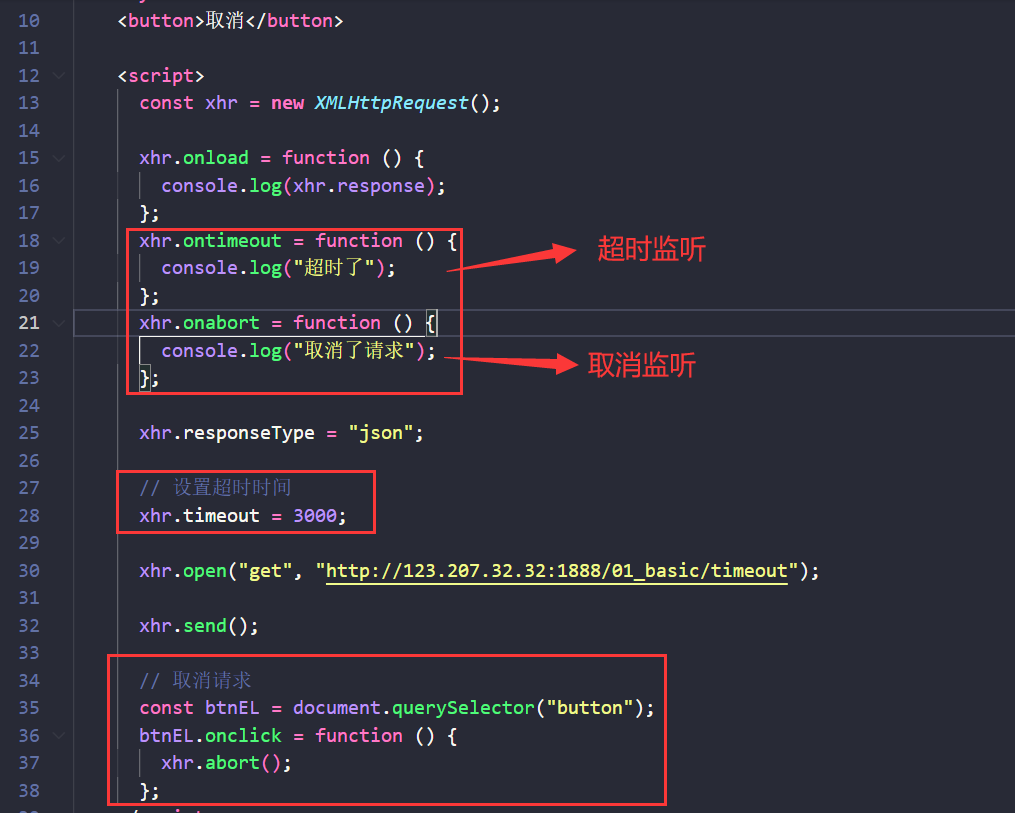 10 <button>取消</button>
11
12 <script>
13 const xhr = new XMLHttpRequest();
14
15 xhr.onload = function () {
16 console.log(xhr.response);
17 };
18 xhr.ontimeout = function () {
超时监听
19 console.log("超时了");
20 };
21 xhr.onabort = function () {
22 console.log("取消了请求");
取消监听
23 };
24
25 xhr.responseType = "json";
26
27 // 设置超时时间
28 xhr.timeout = 3000;
29
30 xhr.open("get", "http://123.207.32.32:1888/01_basic/timeout");
31
32 xhr.send();
33
34 // 取消请求
35 const btnEL = document.querySelector("button");
36 btnEL.onclick = function () {
37 xhr.abort();
38 };